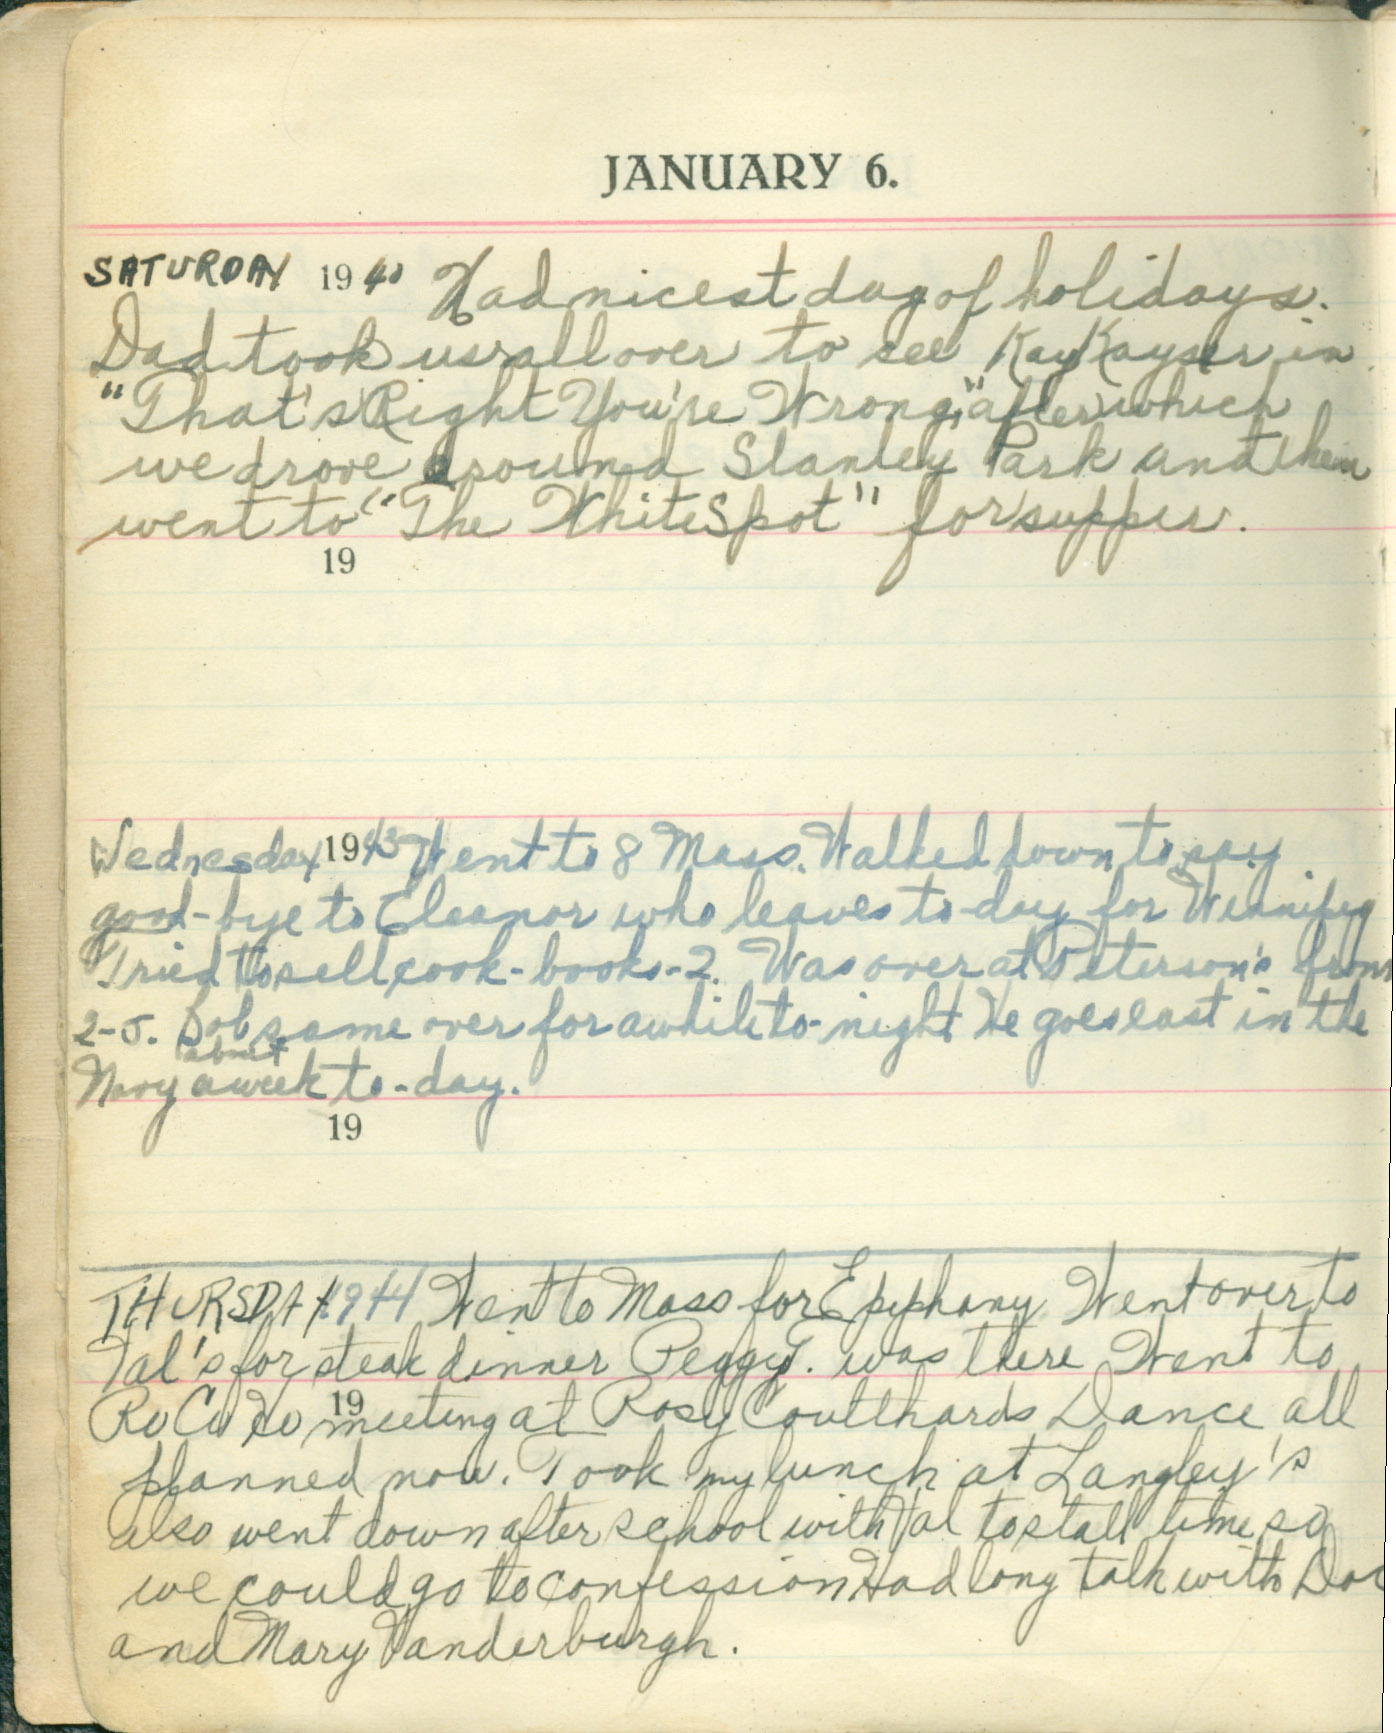 JANUARY 6.
SATURDAY 1940 Had nicest day of holidays.
Dad took us all over to see Kay Kayser in
"That's Right You're Wrong," after which
we drove around Stanley Park and then
went to "The White Spot" for supper.
19
Wednesday 1943 Went to 8 Mass. Walked down to say
good-bye to Eleanor who leaves to-day for Winnipeg
Tried to sell cook-books-2. Was over at Peterson's from
2-5. Bob came over for awhile to-night He goes east in the
about
Navy a week to-day.
19
THURSDAY 1944 Went to Mass for Epiphany Went over to
Val's for steak dinner Peggy T. was there Went to
Ro Cu Ro meeting at Rosy Coulthards Dance all
19
planned now. Took my lunch at Langley's
also went down after school with Val to stall time so
we could go to confession Had long talk with
and Mary Vanderburgh.